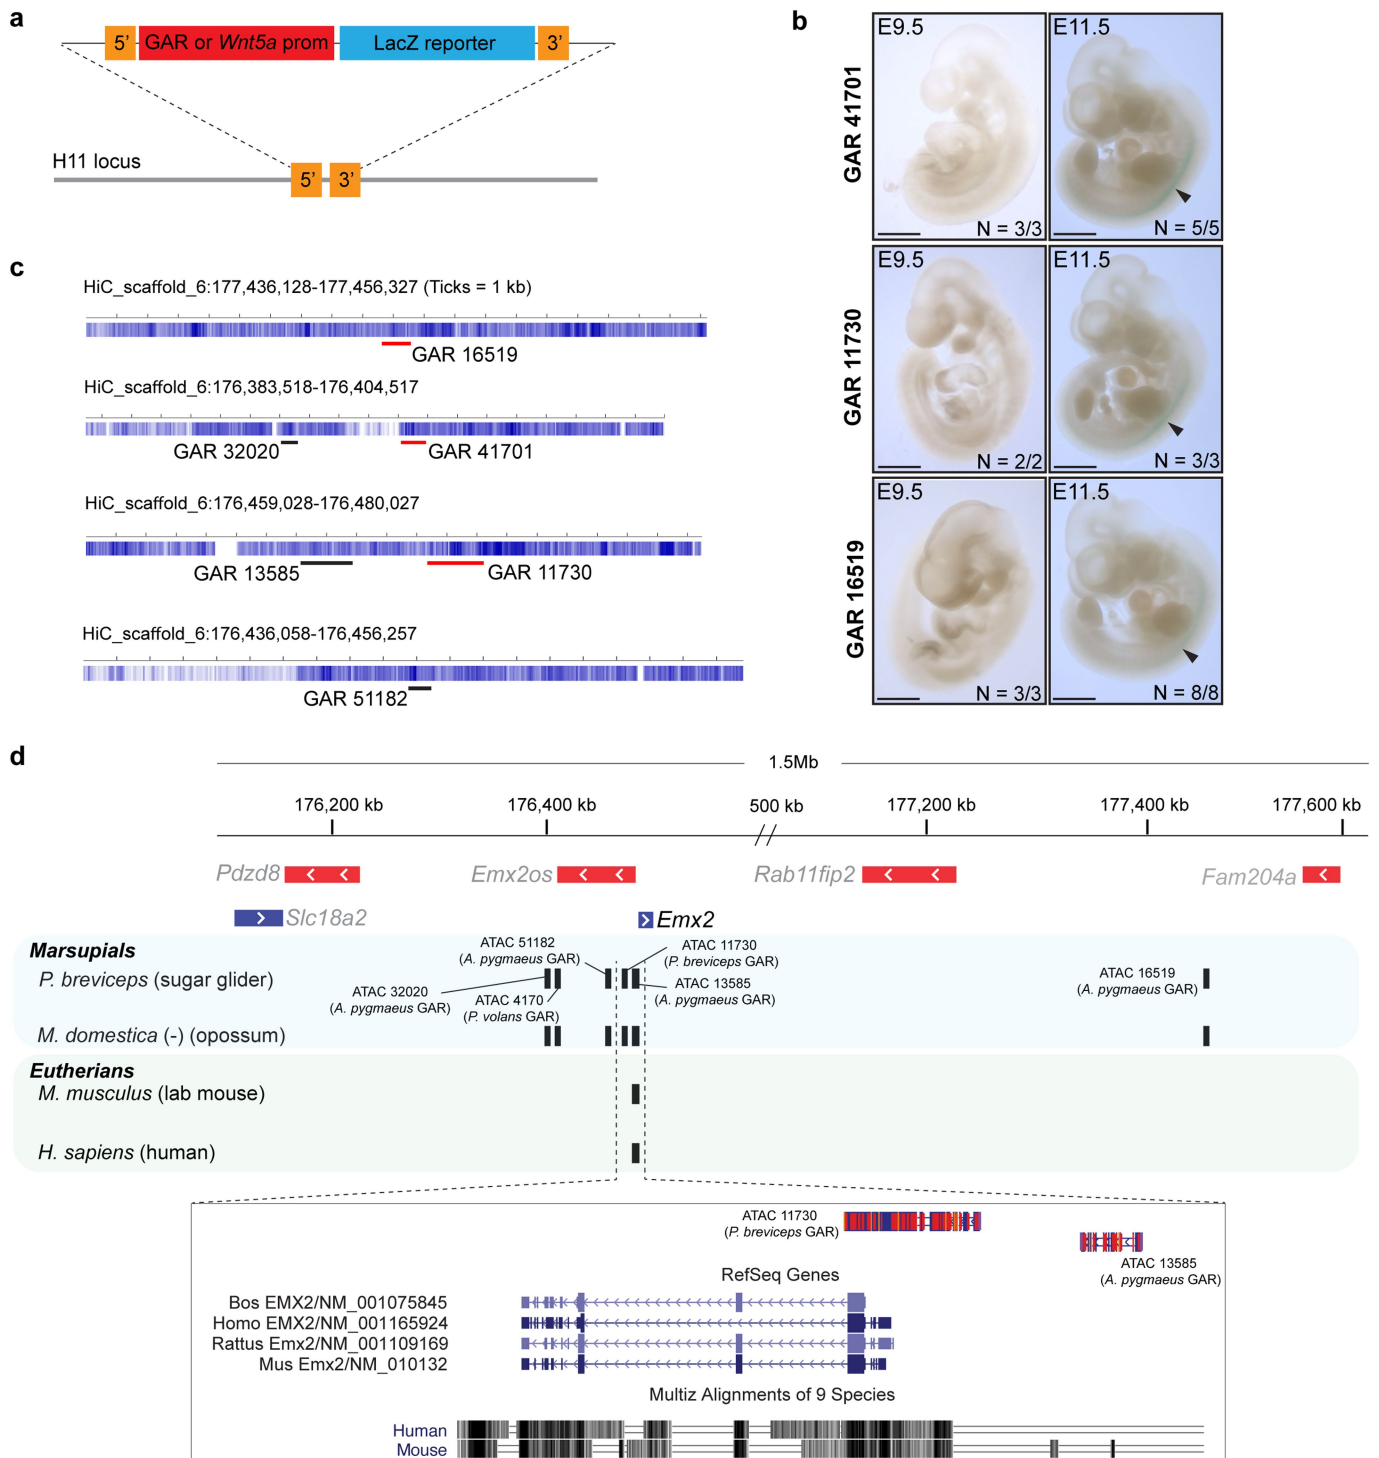 a
5’ GAR or Wnt5a prom LacZ reporter 3’
H11 locus
5’ 3’
b
GAR 41701
E9.5
N = 3/3
E11.5
N = 5/5
GAR 11730
E9.5
N = 2/2
E11.5
N = 3/3
GAR 16519
E9.5
N = 3/3
E11.5
N = 8/8
c
HiC_scaffold_6:177,436,128-177,456,327 (Ticks = 1 kb)
GAR 16519
HiC_scaffold_6:176,383,518-176,404,517
GAR 32020 GAR 41701
HiC_scaffold_6:176,459,028-176,480,027
GAR 13585 GAR 11730
HiC_scaffold_6:176,436,058-176,456,257
GAR 51182
d
1.5Mb
176,200 kb 176,400 kb 500 kb 177,200 kb 177,400 kb 177,600 kb
Pdzd8 Emx2os Rab11fip2 Fam204a
Slc18a2 Emx2
Marsupials
P. breviceps (sugar glider)
ATAC 32020
(A. pygmaeus GAR)
ATAC 4170
(P. volans GAR)
ATAC 51182
(A. pygmaeus GAR)
ATAC 11730
(P. breviceps GAR)
ATAC 13585
(A. pygmaeus GAR)
ATAC 16519
(A. pygmaeus GAR)
M. domestica (-) (opossum)
Eutherians
M. musculus (lab mouse)
H. sapiens (human)
ATAC 11730
(P. breviceps GAR)
ATAC 13585
(A. pygmaeus GAR)
RefSeq Genes
Bos EMX2/NM_001075845
Homo EMX2/NM_001165924
Rattus Emx2/NM_001109169
Mus Emx2/NM_010132
Multiz Alignments of 9 Species
Human
Mouse